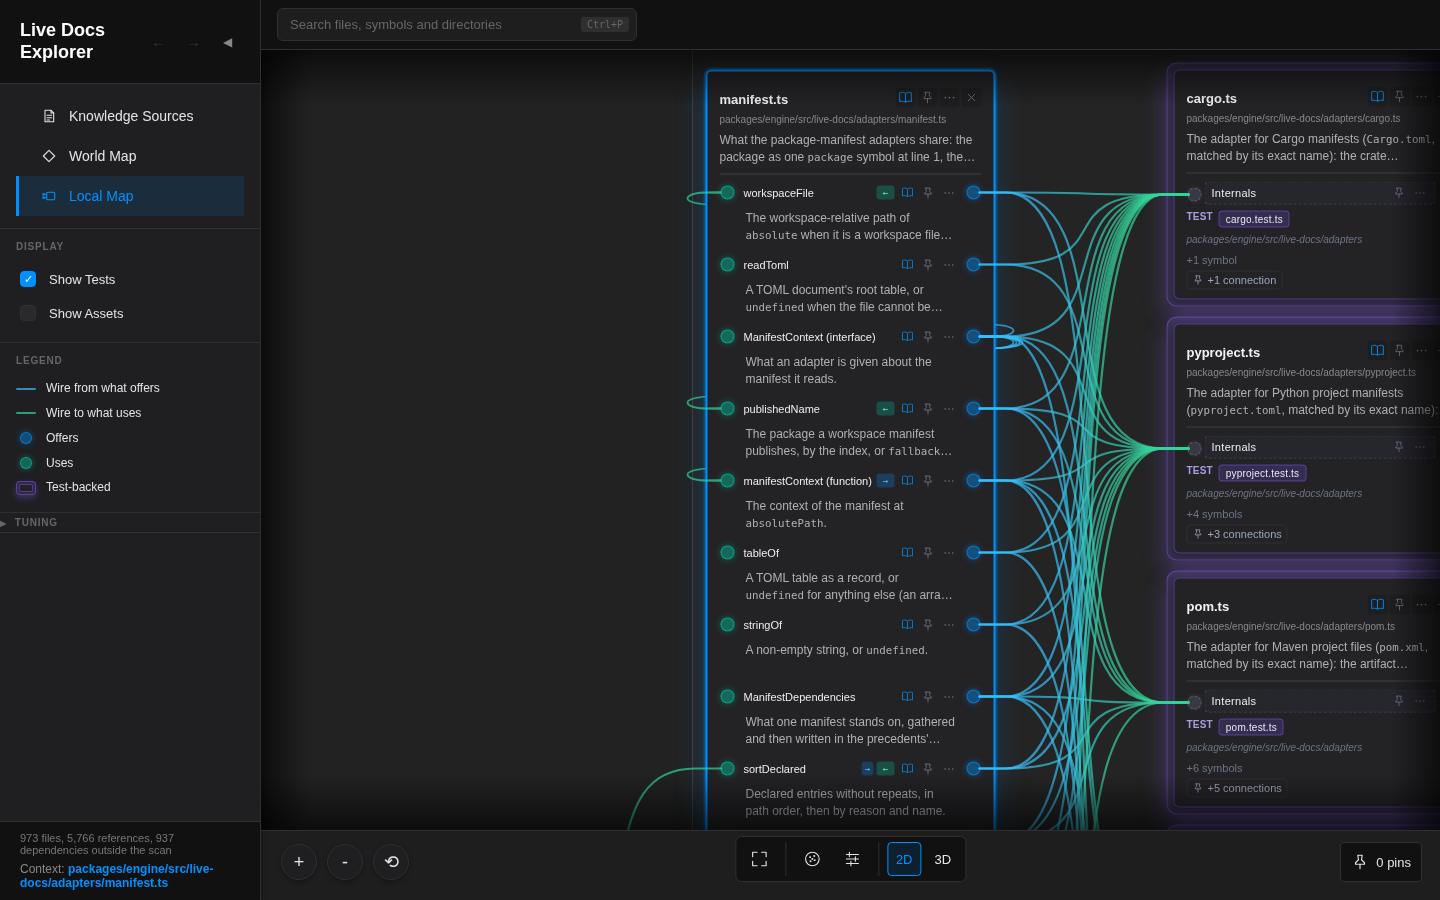 Live Docs
Explorer
← → ◀
Search files, symbols and directories Ctrl+P
Knowledge Sources
World Map
Local Map
DISPLAY
Show Tests
Show Assets
LEGEND
Wire from what offers
Wire to what uses
Offers
Uses
Test-backed
TUNING
973 files, 5,766 references, 937
dependencies outside the scan
Context: packages/engine/src/live-
docs/adapters/manifest.ts
manifest.ts
packages/engine/src/live-docs/adapters/manifest.ts
What the package-manifest adapters share: the
package as one package symbol at line 1, the…
workspaceFile
The workspace-relative path of
absolute when it is a workspace file…
readToml
A TOML document's root table, or
undefined when the file cannot be…
ManifestContext (interface)
What an adapter is given about the
manifest it reads.
publishedName
The package a workspace manifest
publishes, by the index, or fallback…
manifestContext (function)
The context of the manifest at
absolutePath.
tableOf
A TOML table as a record, or
undefined for anything else (an arra…
stringOf
A non-empty string, or undefined.
ManifestDependencies
What one manifest stands on, gathered
and then written in the precedents'…
sortDeclared
Declared entries without repeats, in
path order, then by reason and name.
cargo.ts
packages/engine/src/live-docs/adapters/cargo.ts
The adapter for Cargo manifests (Cargo.toml,
matched by its exact name): the crate…
Internals
TEST cargo.test.ts
packages/engine/live-docs/adapters
+1 symbol
+1 connection
pyproject.ts
packages/engine/src/live-docs/adapters/pyproject.ts
The adapter for Python project manifests
(pyproject.toml, matched by its exact name):
Internals
TEST pyproject.test.ts
packages/engine/live-docs/adapters
+4 symbols
+3 connections
pom.ts
packages/engine/src/live-docs/adapters/pom.ts
The adapter for Maven project files (pom.xml,
matched by its exact name): the artifact…
Internals
TEST pom.test.ts
packages/engine/live-docs/adapters
+6 symbols
+5 connections
+ - ⟲
2D 3D
0 pins